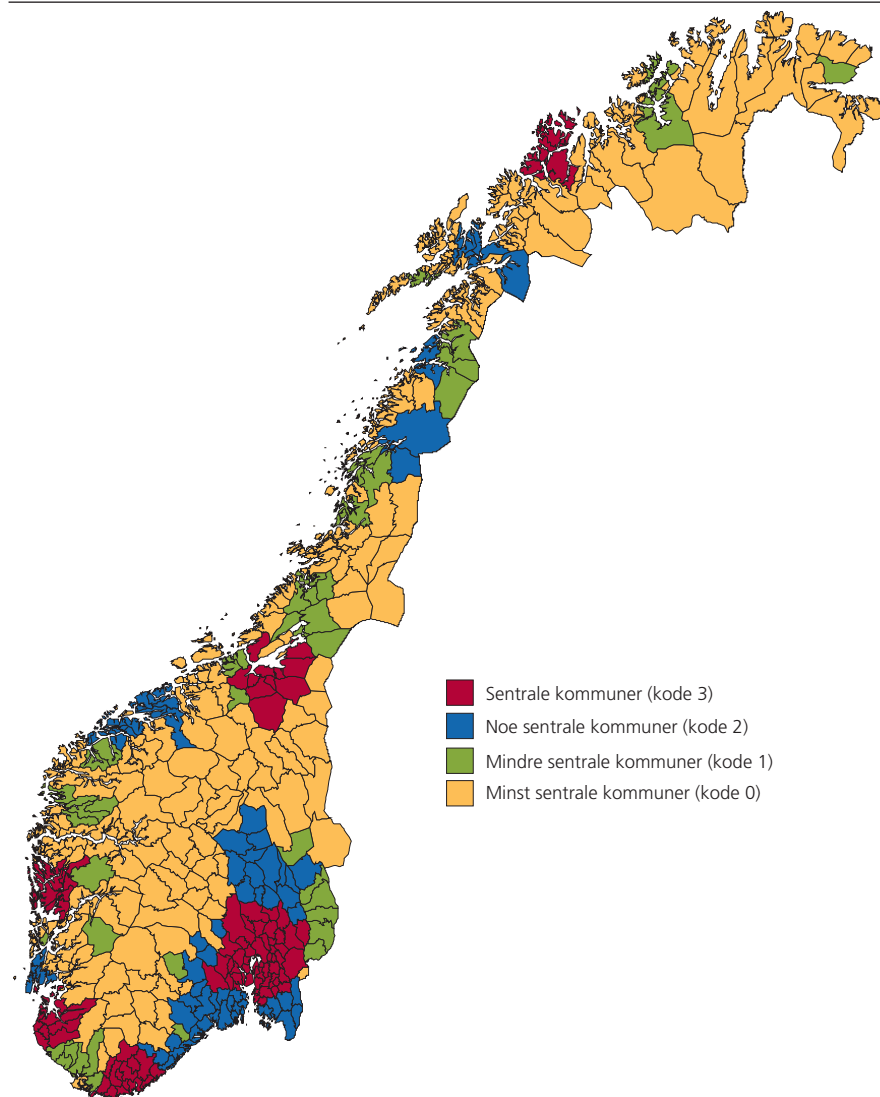 Sentrale kommuner (kode 3)
Noe sentrale kommuner (kode 2)
Mindre sentrale kommuner (kode 1)
Minst sentrale kommuner (kode 0)